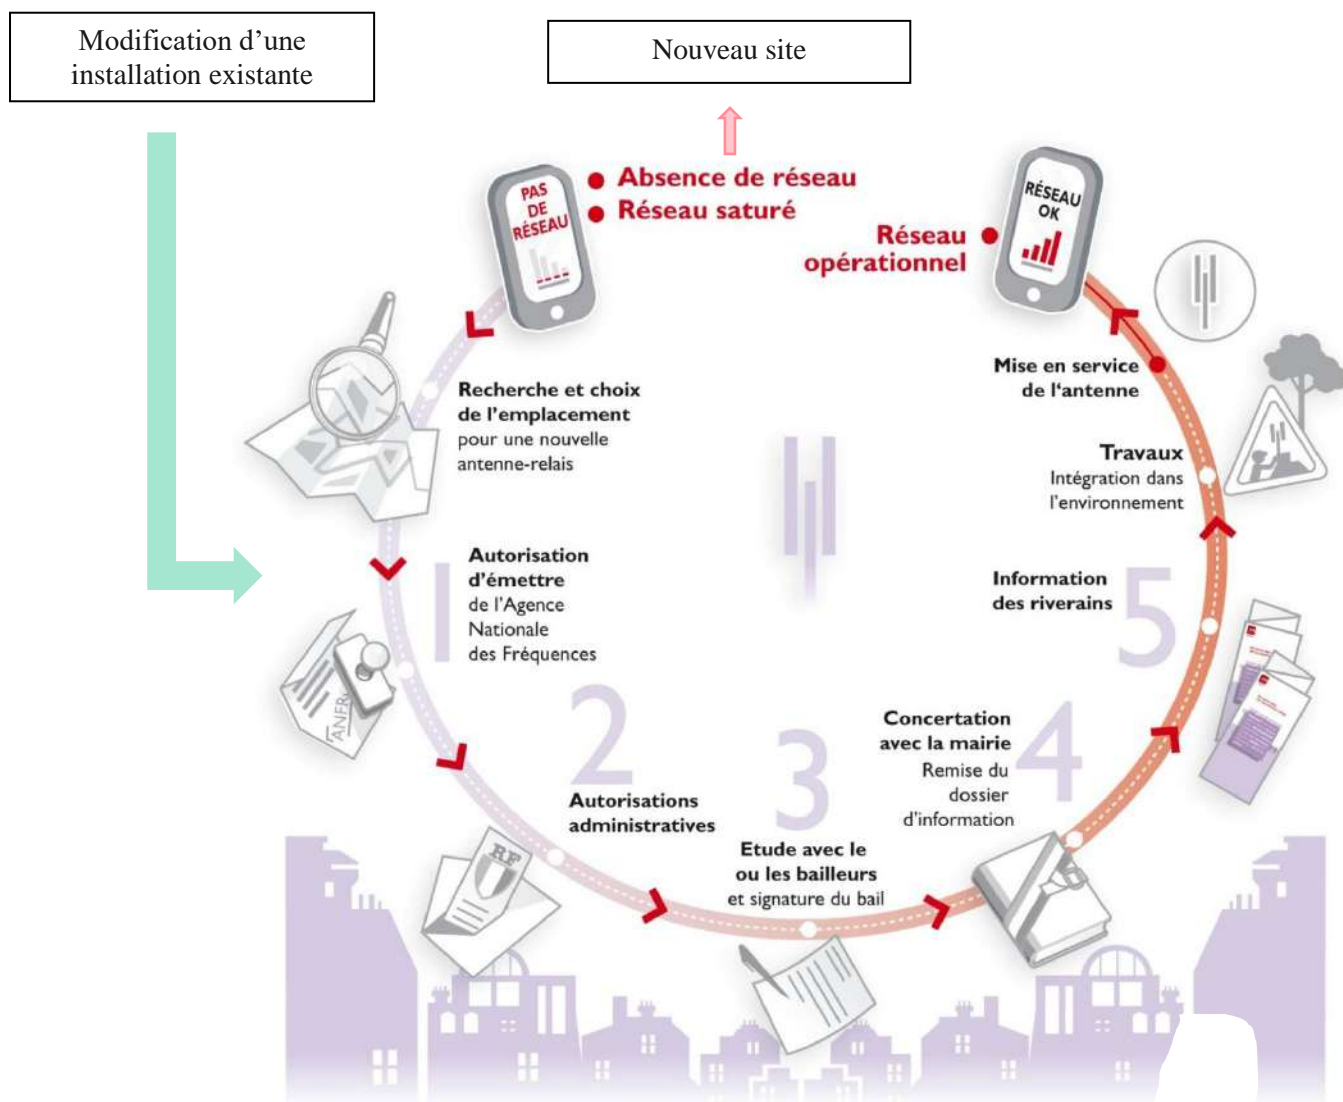 Modification d’une
installation existante
Nouveau site
PAS
DE
RÉSEAU
Absence de réseau
Réseau saturé
Réseau
opérationnel
RÉSEAU
OK
Recherche et choix
de l’emplacement
pour une nouvelle
antenne-relais
Mise en service
de l‘antenne
Travaux
Intégration dans
l’environnement
1
Autorisation
d’émettre
de l’Agence
Nationale
des Fréquences
ANFR
5
Information
des riverains
2
Autorisations
administratives
RF
3
Etude avec le
ou les bailleurs
et signature du bail
4
Concertation
avec la mairie
Remise du
dossier
d’information